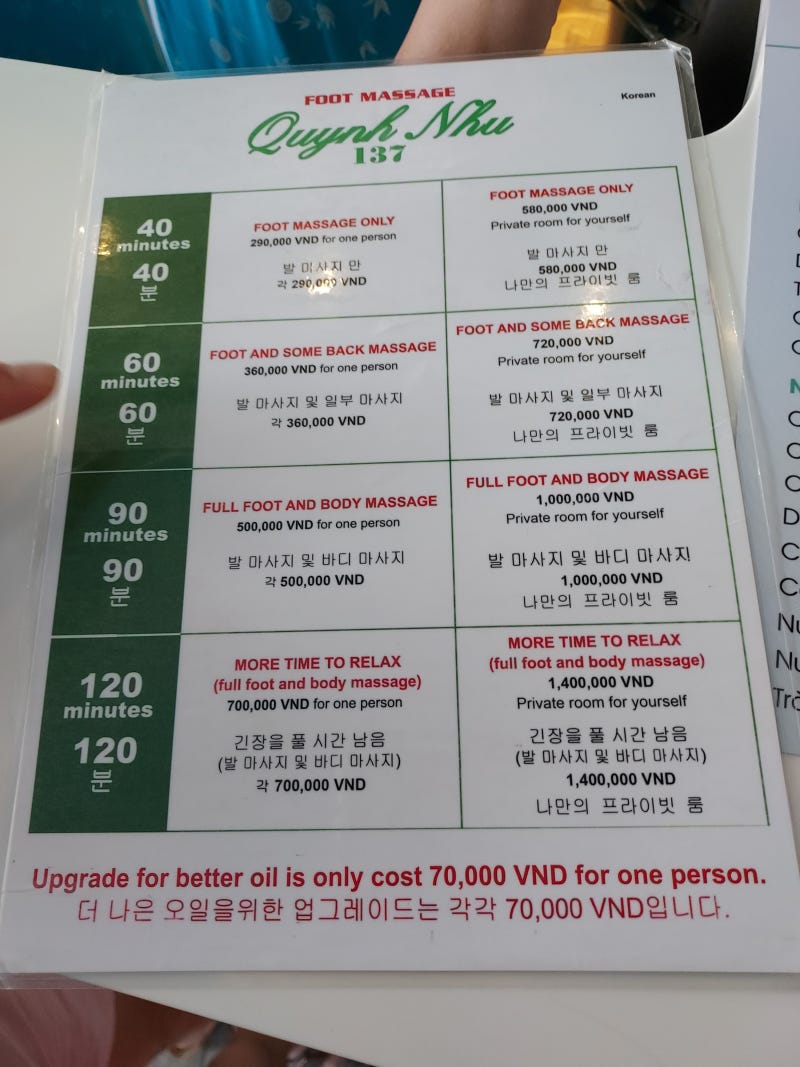 FOOT MASSAGE
Korean
Quynh Nhu
137
40
minutes
40
분
FOOT MASSAGE ONLY
290,000 VND for one person
발 마사지 만
각 290,000 VND
FOOT MASSAGE ONLY
580,000 VND
Private room for yourself
발 마사지 만
580,000 VND
나만의 프라이빗 룸
60
minutes
60
분
FOOT AND SOME BACK MASSAGE
360,000 VND for one person
발 마사지 및 일부 마사지
각 360,000 VND
FOOT AND SOME BACK MASSAGE
720,000 VND
Private room for yourself
발 마사지 및 일부 마사지
720,000 VND
나만의 프라이빗 룸
90
minutes
90
분
FULL FOOT AND BODY MASSAGE
500,000 VND for one person
발 마사지 및 바디 마사지
각 500,000 VND
FULL FOOT AND BODY MASSAGE
1,000,000 VND
Private room for yourself
발 마사지 및 바디 마사지
1,000,000 VND
나만의 프라이빗 룸
120
minutes
120
분
MORE TIME TO RELAX
(full foot and body massage)
700,000 VND for one person
긴장을 풀 시간 남음
(발 마사지 및 바디 마사지)
각 700,000 VND
MORE TIME TO RELAX
(full foot and body massage)
1,400,000 VND
Private room for yourself
긴장을 풀 시간 남음
(발 마사지 및 바디 마사지)
1,400,000 VND
나만의 프라이빗 룸
Upgrade for better oil is only cost 70,000 VND for one person.
더 나은 오일을위한 업그레이드는 각각 70,000 VND입니다.